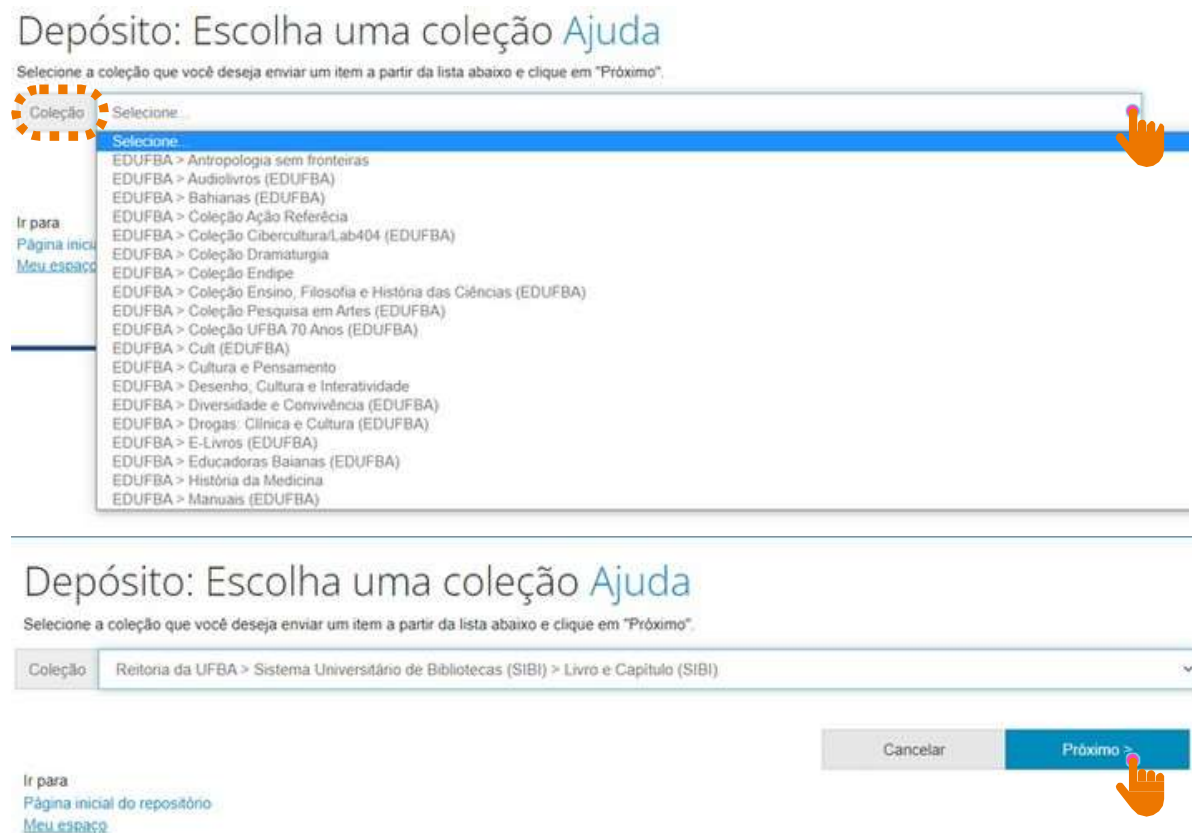 Depósito: Escolha uma coleção Ajuda
Selecione a coleção que você deseja enviar um item a partir da lista abaixo e clique em "Próximo".
Coleção Selecione...
Selecione...
EDUFBA > Antropologia sem fronteiras
EDUFBA > Audiolivros (EDUFBA)
EDUFBA > Bahianas (EDUFBA)
EDUFBA > Coleção Ação Referêcia
EDUFBA > Coleção Cibercultura/Lab404 (EDUFBA)
EDUFBA > Coleção Dramaturgia
EDUFBA > Coleção Endipe
EDUFBA > Coleção Ensino, Filosofia e História das Ciências (EDUFBA)
EDUFBA > Coleção Pesquisa em Artes (EDUFBA)
EDUFBA > Coleção UFBA 70 Anos (EDUFBA)
EDUFBA > Cult (EDUFBA)
EDUFBA > Cultura e Pensamento
EDUFBA > Desenho, Cultura e Interatividade
EDUFBA > Diversidade e Convivência (EDUFBA)
EDUFBA > Drogas: Clínica e Cultura (EDUFBA)
EDUFBA > E-Livros (EDUFBA)
EDUFBA > Educadoras Baianas (EDUFBA)
EDUFBA > História da Medicina
EDUFBA > Manuais (EDUFBA)
Ir para
Página inici
Meu espaço
Depósito: Escolha uma coleção Ajuda
Selecione a coleção que você deseja enviar um item a partir da lista abaixo e clique em "Próximo".
Coleção Reitoria da UFBA > Sistema Universitário de Bibliotecas (SIBI) > Livro e Capítulo (SIBI)
Cancelar Próximo >
Ir para
Página inicial do repositório
Meu espaço